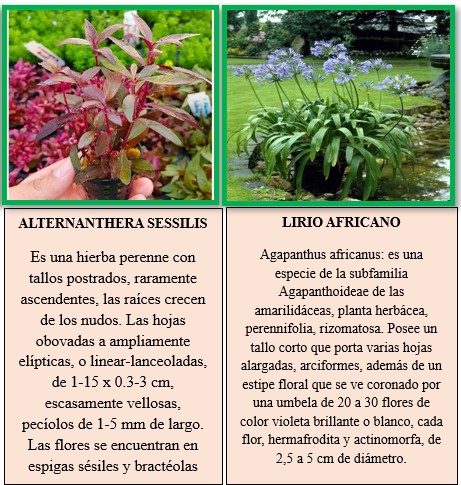 ALTERNANTHERA SESSILIS
Es una hierba perenne con
tallos postrados, raramente
ascendentes, las raíces crecen
de los nudos. Las hojas
obovadas a ampliamente
elípticas, o linear-lanceoladas,
de 1-15 x 0.3-3 cm,
escasamente vellosas,
pecíolos de 1-5 mm de largo.
Las flores se encuentran en
espigas sésiles y bractéolas
LIRIO AFRICANO
Agapanthus africanus: es una
especie de la subfamilia
Agapanthoideae de las
amarilidáceas, planta herbácea,
perennifolia, rizomatosa. Posee un
tallo corto que porta varias hojas
alargadas, arciformes, además de un
estipe floral que se ve coronado por
una umbela de 20 a 30 flores de
color violeta brillante o blanco, cada
flor, hermafrodita y actinomorfa, de
2,5 a 5 cm de diámetro.